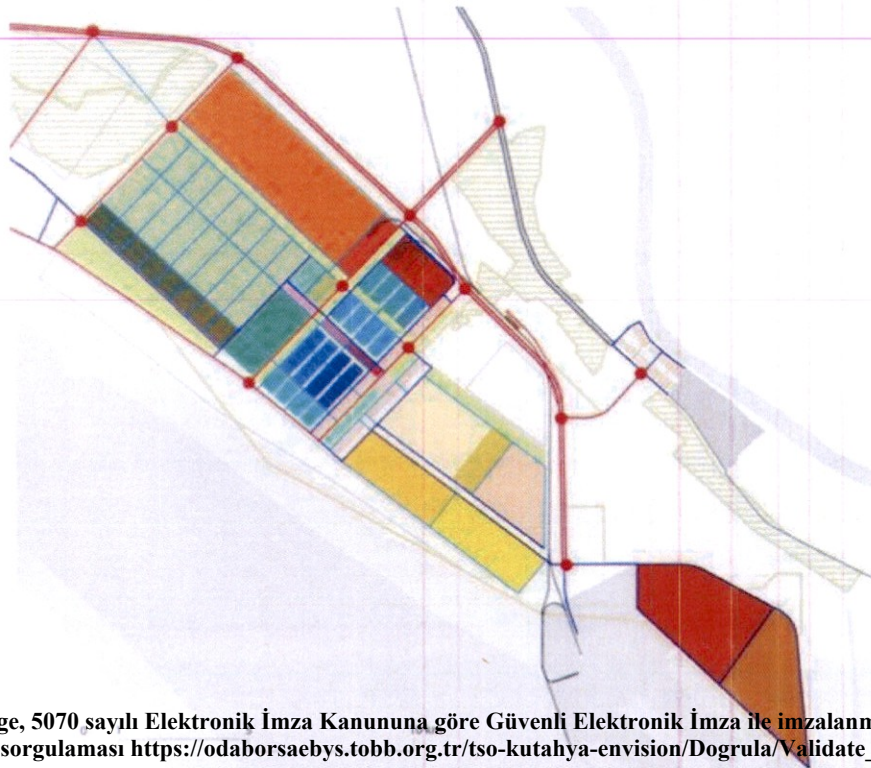 ge, 5070 sayılı Elektronik İmza Kanununa göre Güvenli Elektronik İmza ile imzalanm
sorgulaması https://odaborsaebys.tobb.org.tr/tso-kutahya-envision/Dogrula/Validate_